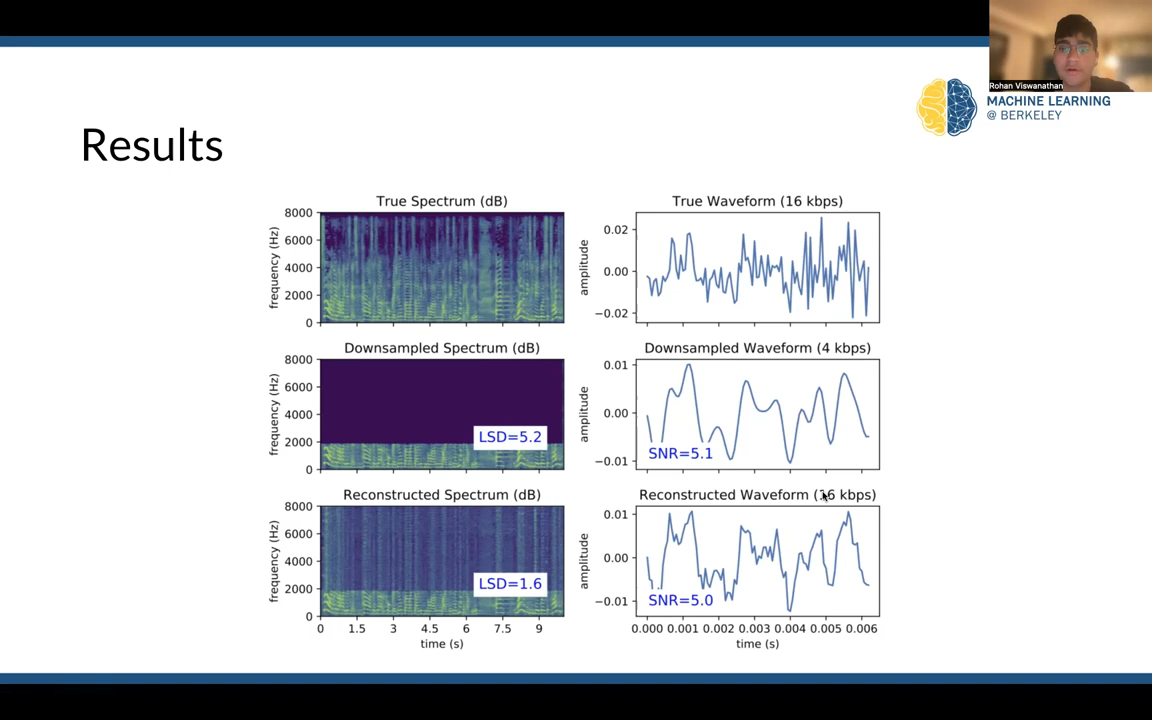 Rohan Viswanathan
MACHINE LEARNING
@ BERKELEY
Results
True Spectrum (dB)
8000
6000
4000
2000
0
frequency (Hz)
True Waveform (16 kbps)
0.02
0.00
−0.02
amplitude
Downsampled Spectrum (dB)
8000
6000
4000
2000
0
frequency (Hz)
LSD=5.2
Downsampled Waveform (4 kbps)
0.01
0.00
−0.01
amplitude
SNR=5.1
Reconstructed Spectrum (dB)
8000
6000
4000
2000
0
frequency (Hz)
LSD=1.6
0 1.5 3 4.5 6 7.5 9
time (s)
Reconstructed Waveform (16 kbps)
0.01
0.00
−0.01
amplitude
SNR=5.0
0.000 0.001 0.002 0.003 0.004 0.005 0.006
time (s)